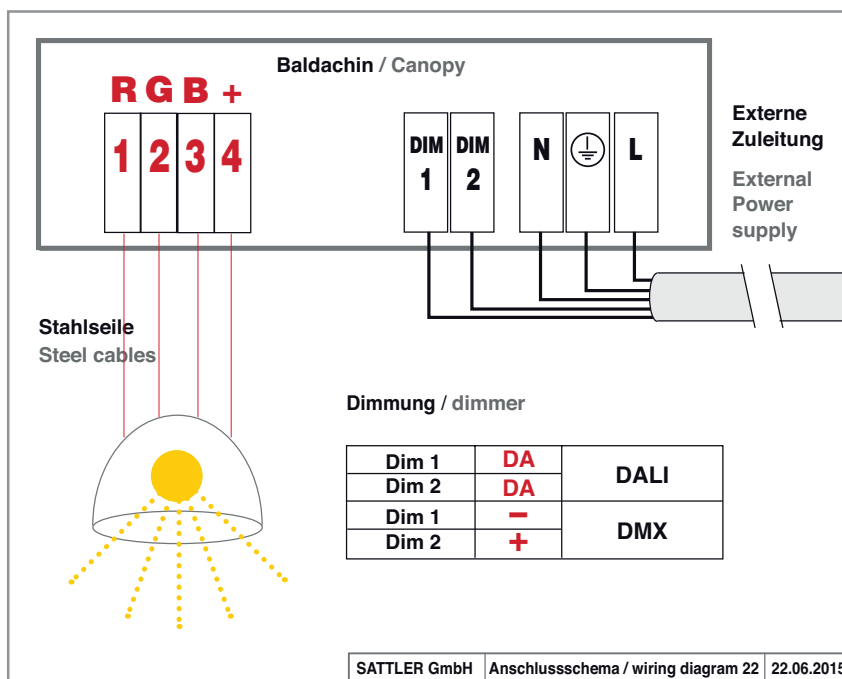 Baldachin / Canopy
R G B +
1 2 3 4
DIM 1
DIM 2
N
L
Externe
Zuleitung
External
Power
supply
Stahlseile
Steel cables
Dimmung / dimmer
Dim 1 DA
Dim 2 DA
DALI
Dim 1 −
Dim 2 +
DMX
SATTLER GmbH Anschlussschema / wiring diagram 22 22.06.2015